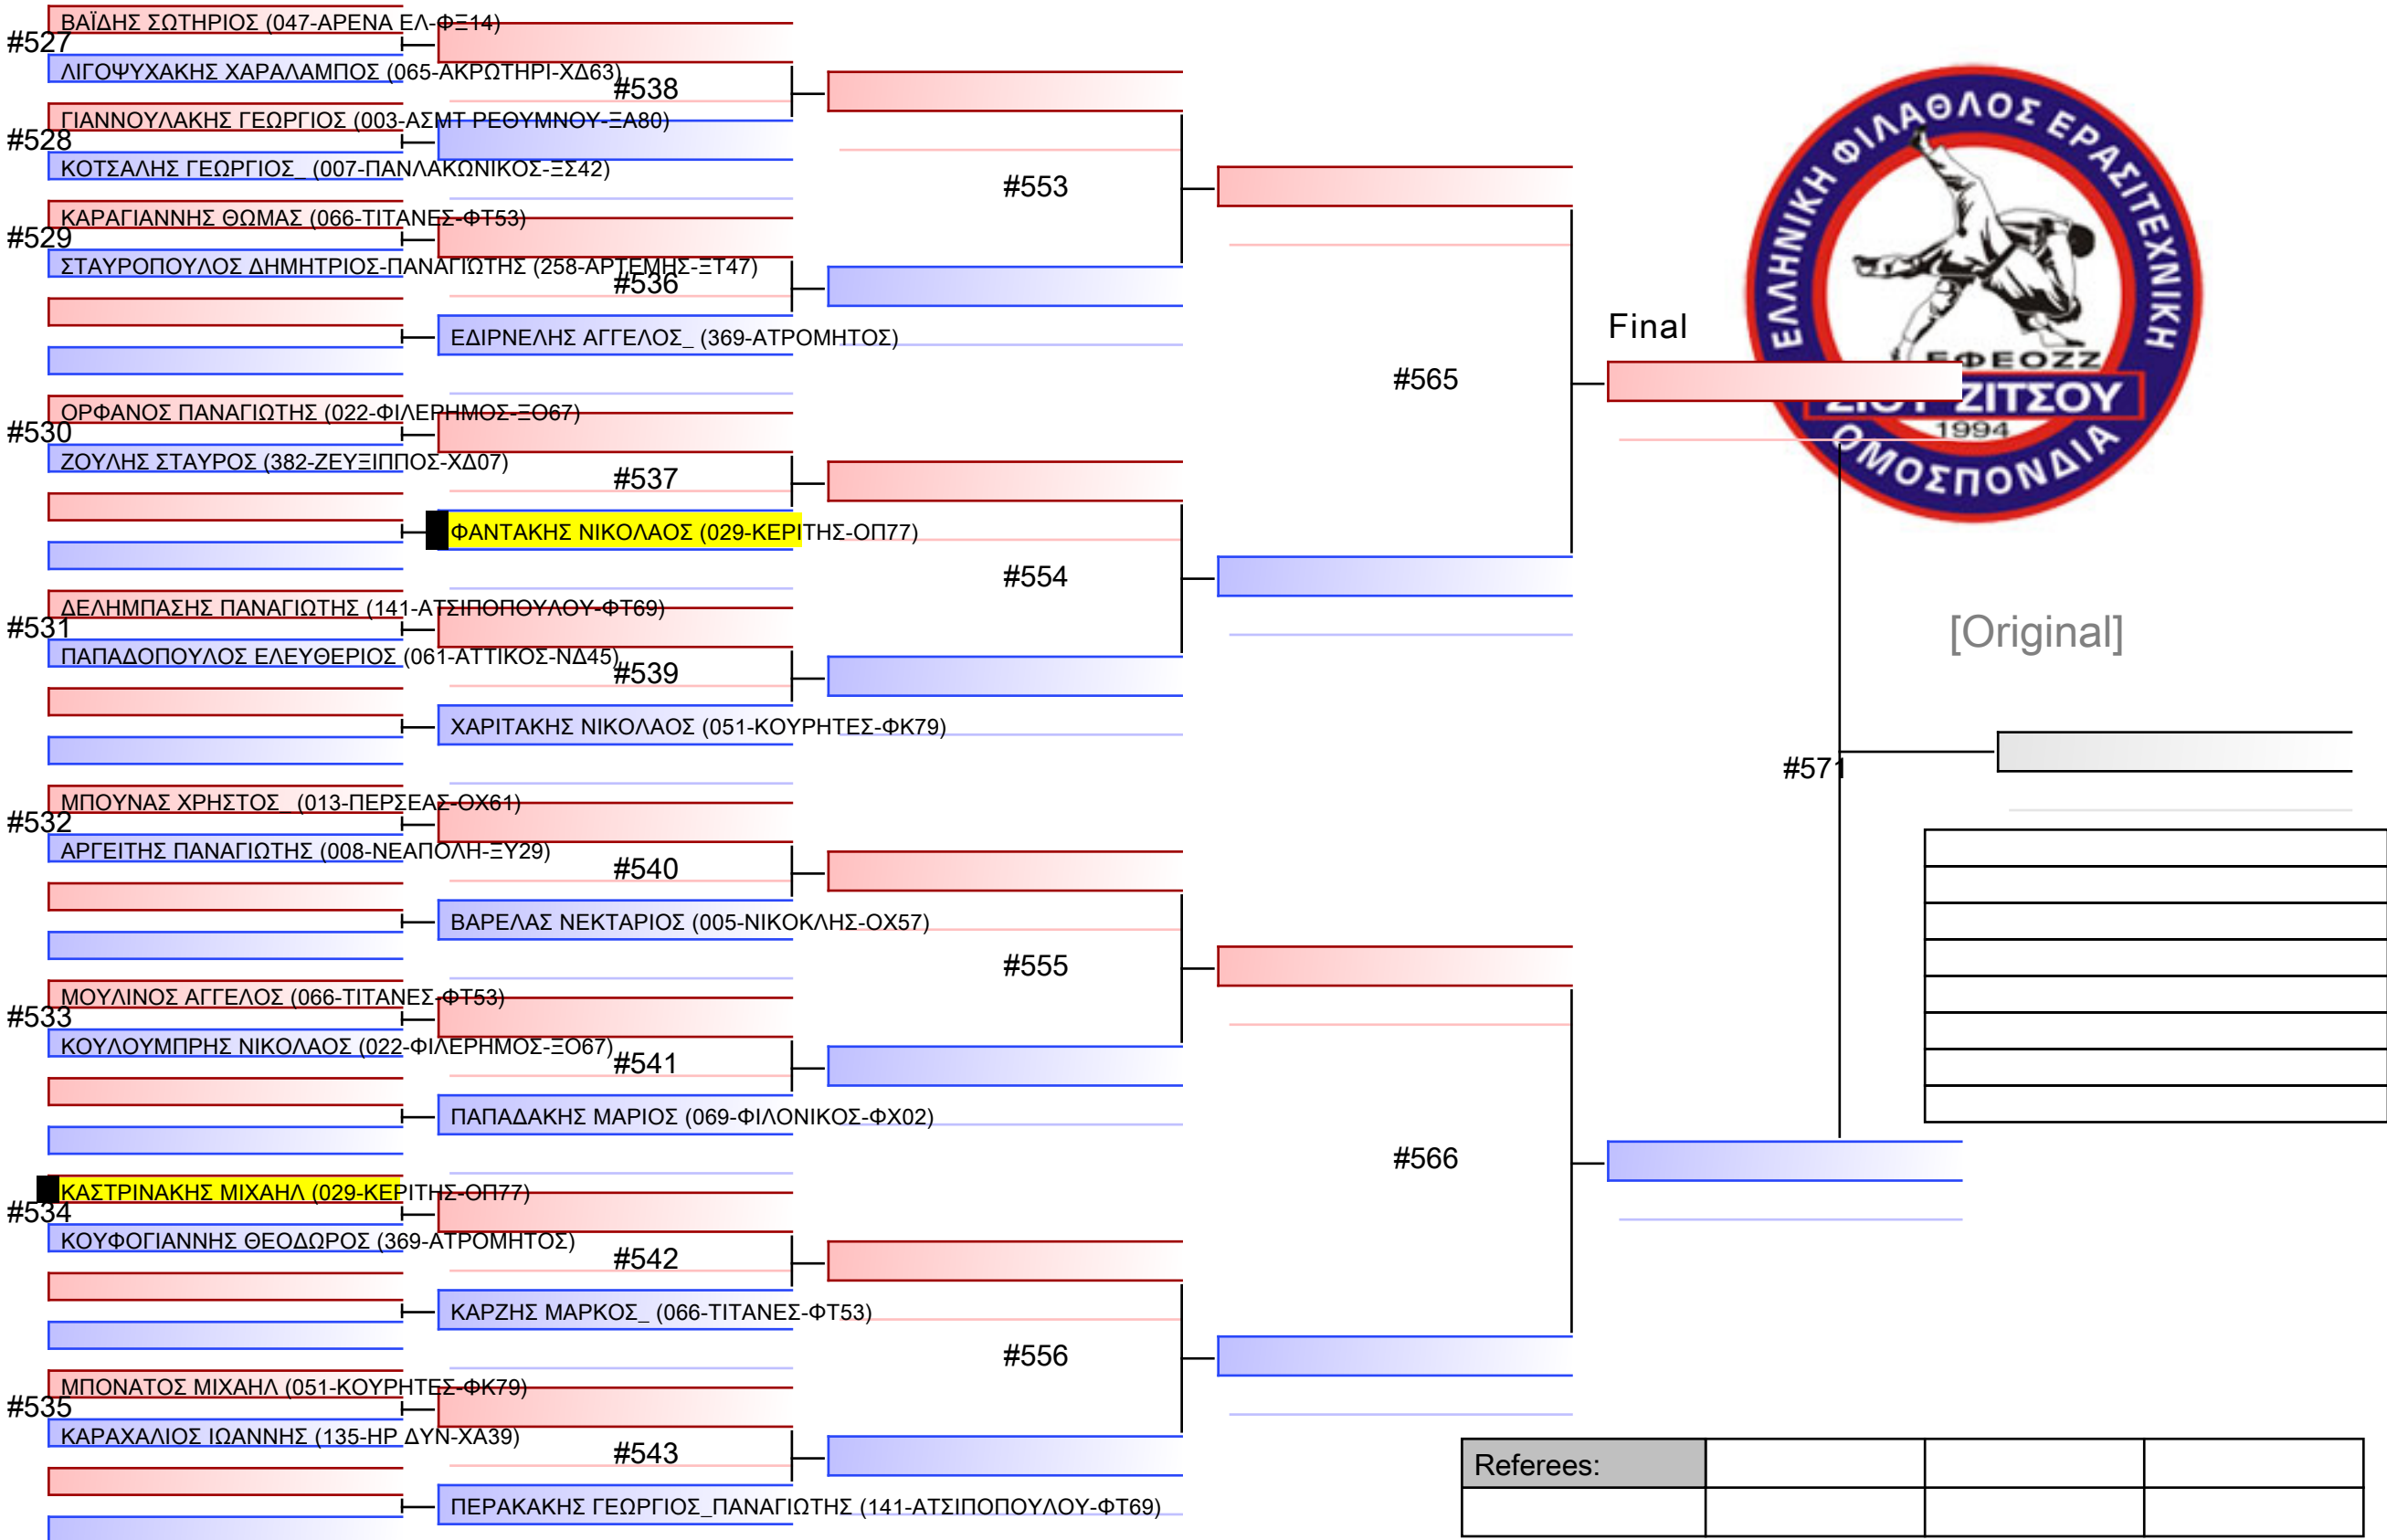 ΒΑΪΔΗΣ ΣΩΤΗΡΙΟΣ (047-ΑΡΕΝΑ ΕΛ-ΦΞ14)
#527
ΛΙΓΟΨΥΧΑΚΗΣ ΧΑΡΑΛΑΜΠΟΣ (065-ΑΚΡΩΤΗΡΙ-ΧΔ63)
#538
ΓΙΑΝΝΟΥΛΑΚΗΣ ΓΕΩΡΓΙΟΣ (003-ΑΣΜΤ ΡΕΘΥΜΝΟΥ-ΞΑ80)
#528
ΚΟΤΣΑΛΗΣ ΓΕΩΡΓΙΟΣ_ (007-ΠΑΝΛΑΚΩΝΙΚΟΣ-ΞΣ42)
#553
ΚΑΡΑΓΙΑΝΝΗΣ ΘΩΜΑΣ (066-ΤΙΤΑΝΕΣ-ΦΤ53)
#529
ΣΤΑΥΡΟΠΟΥΛΟΣ ΔΗΜΗΤΡΙΟΣ-ΠΑΝΑΓΙΩΤΗΣ (258-ΑΡΤΕΜΗΣ-ΞΤ47)
#536
ΕΔΙΡΝΕΛΗΣ ΑΓΓΕΛΟΣ_ (369-ΑΤΡΟΜΗΤΟΣ)
#565
ΟΡΦΑΝΟΣ ΠΑΝΑΓΙΩΤΗΣ (022-ΦΙΛΕΡΗΜΟΣ-ΞΟ67)
#530
ΖΟΥΛΗΣ ΣΤΑΥΡΟΣ (382-ΖΕΥΞΙΠΠΟΣ-ΧΔ07)
#537
ΦΑΝΤΑΚΗΣ ΝΙΚΟΛΑΟΣ (029-ΚΕΡΙΤΗΣ-ΟΠ77)
#554
ΔΕΛΗΜΠΑΣΗΣ ΠΑΝΑΓΙΩΤΗΣ (141-ΑΤΣΙΠΟΠΟΥΛΟΥ-ΦΤ69)
#531
ΠΑΠΑΔΟΠΟΥΛΟΣ ΕΛΕΥΘΕΡΙΟΣ (061-ΑΤΤΙΚΟΣ-ΝΔ45)
#539
ΧΑΡΙΤΑΚΗΣ ΝΙΚΟΛΑΟΣ (051-ΚΟΥΡΗΤΕΣ-ΦΚ79)
ΜΠΟΥΝΑΣ ΧΡΗΣΤΟΣ_ (013-ΠΕΡΣΕΑΣ-ΟΧ61)
#532
ΑΡΓΕΙΤΗΣ ΠΑΝΑΓΙΩΤΗΣ (008-ΝΕΑΠΟΛΗ-ΞΥ29)
#540
ΒΑΡΕΛΑΣ ΝΕΚΤΑΡΙΟΣ (005-ΝΙΚΟΚΛΗΣ-ΟΧ57)
#555
ΜΟΥΛΙΝΟΣ ΑΓΓΕΛΟΣ (066-ΤΙΤΑΝΕΣ-ΦΤ53)
#533
ΚΟΥΛΟΥΜΠΡΗΣ ΝΙΚΟΛΑΟΣ (022-ΦΙΛΕΡΗΜΟΣ-ΞΟ67)
#541
ΠΑΠΑΔΑΚΗΣ ΜΑΡΙΟΣ (069-ΦΙΛΟΝΙΚΟΣ-ΦΧ02)
#566
ΚΑΣΤΡΙΝΑΚΗΣ ΜΙΧΑΗΛ (029-ΚΕΡΙΤΗΣ-ΟΠ77)
#534
ΚΟΥΦΟΓΙΑΝΝΗΣ ΘΕΟΔΩΡΟΣ (369-ΑΤΡΟΜΗΤΟΣ)
#542
ΚΑΡΖΗΣ ΜΑΡΚΟΣ_ (066-ΤΙΤΑΝΕΣ-ΦΤ53)
#556
ΜΠΟΝΑΤΟΣ ΜΙΧΑΗΛ (051-ΚΟΥΡΗΤΕΣ-ΦΚ79)
#535
ΚΑΡΑΧΑΛΙΟΣ ΙΩΑΝΝΗΣ (135-ΗΡ ΔΥΝ-ΧΑ39)
#543
ΠΕΡΑΚΑΚΗΣ ΓΕΩΡΓΙΟΣ_ΠΑΝΑΓΙΩΤΗΣ (141-ΑΤΣΙΠΟΠΟΥΛΟΥ-ΦΤ69)
Final
ΕΛΛΗΝΙΚΗ ΦΙΛΑΘΛΟΣ ΕΡΑΣΙΤΕΧΝΙΚΗ
ΕΦΕΟΖΖ
ΖΙΤΣΟΥ
1994
ΟΜΟΣΠΟΝΔΙΑ
[Original]
#571
Referees: